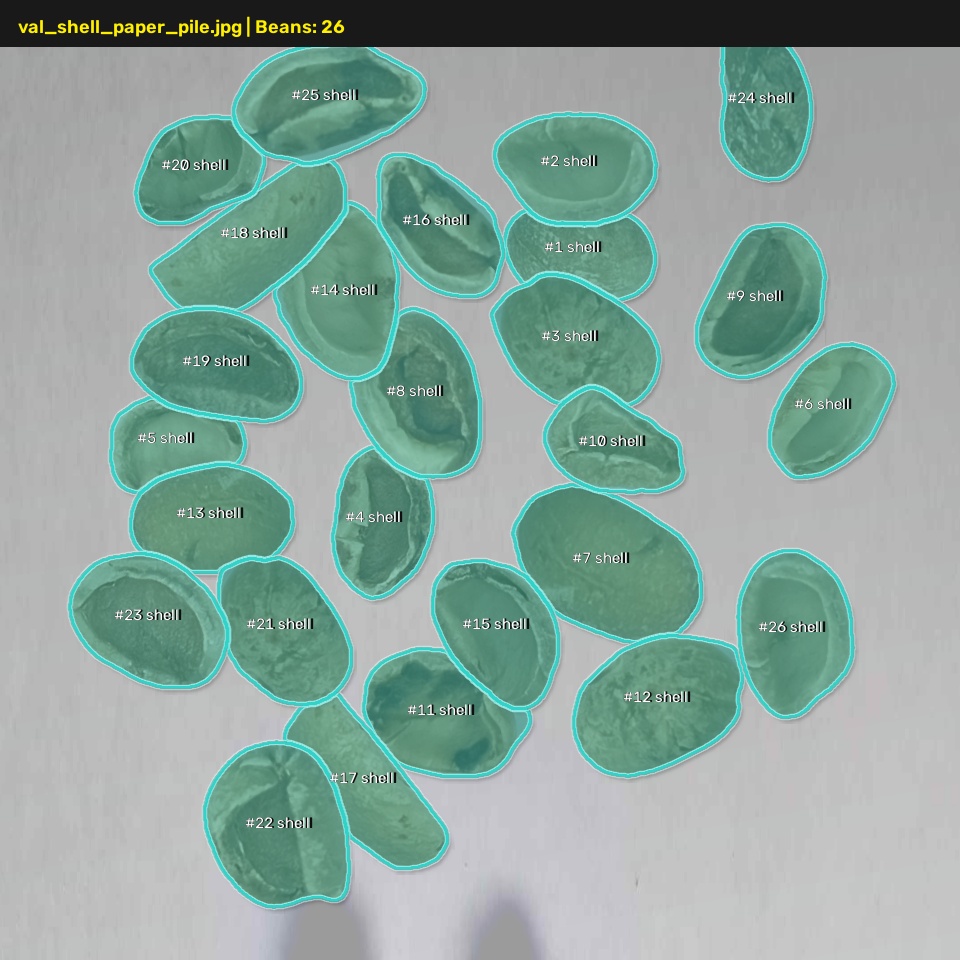 val_shell_paper_pile.jpg | Beans: 26
#25 shell
#24 shell
#20 shell
#2 shell
#16 shell
#18 shell
#1 shell
#14 shell
#9 shell
#3 shell
#19 shell
#8 shell
#6 shell
#5 shell
#10 shell
#13 shell
#4 shell
#7 shell
#23 shell
#21 shell
#15 shell
#26 shell
#12 shell
#11 shell
#17 shell
#22 shell